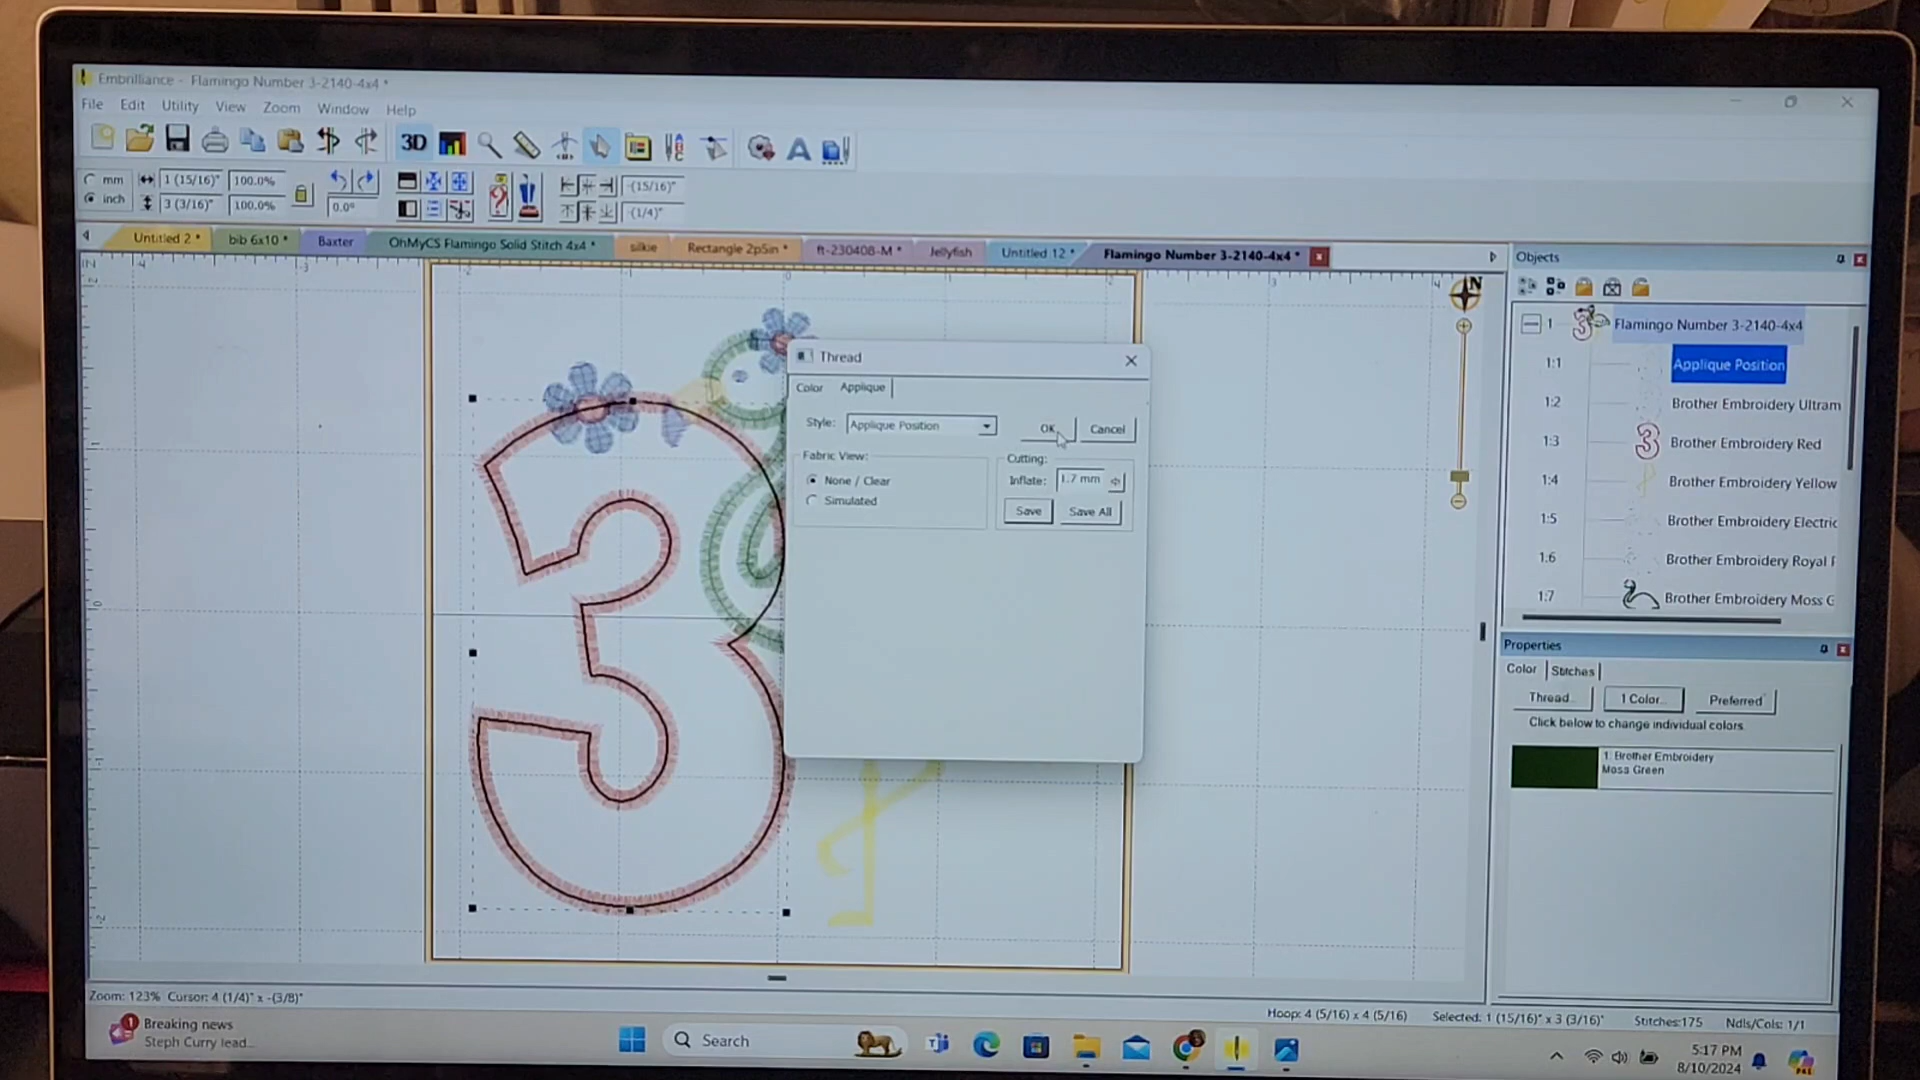 Embrilliance - Flamingo Number 3-2140-4x4 *
File Edit Utility View Zoom Window Help
3D
mm 1 (15/16)" 100.0%
inch 3 (3/16)" 100.0% 0.0°
-(15/16)"
-(1/4)"
Untitled 2 * bib 6x10 * Baxter OhMyCS Flamingo Solid Stitch 4x4 * silkie Rectangle 2p5in * ft-230408-M * Jellyfish Untitled 12 * Flamingo Number 3-2140-4x4 *
N
Thread
Color Applique
Style: Applique Position OK Cancel
Fabric View: Cutting:
None / Clear Inflate: 1.7 mm
Simulated
Save Save All
Objects
1 Flamingo Number 3-2140-4x4
1:1 Applique Position
1:2 Brother Embroidery Ultram
1:3 Brother Embroidery Red
1:4 Brother Embroidery Yellow
1:5 Brother Embroidery Electric
1:6 Brother Embroidery Royal
1:7 Brother Embroidery Moss G
Properties
Color Stitches
Thread.. 1 Color.. Preferred
Click below to change individual colors
1. Brother Embroidery
Moss Green
Zoom: 123% Cursor: 4 (1/4)" x -(3/8)"
Hoop: 4 (5/16) x 4 (5/16) Selected: 1 (15/16)" x 3 (3/16)" Stitches:175 Ndls/Cols: 1/1
1
Breaking news
Steph Curry lead...
Search
5:17 PM
8/10/2024